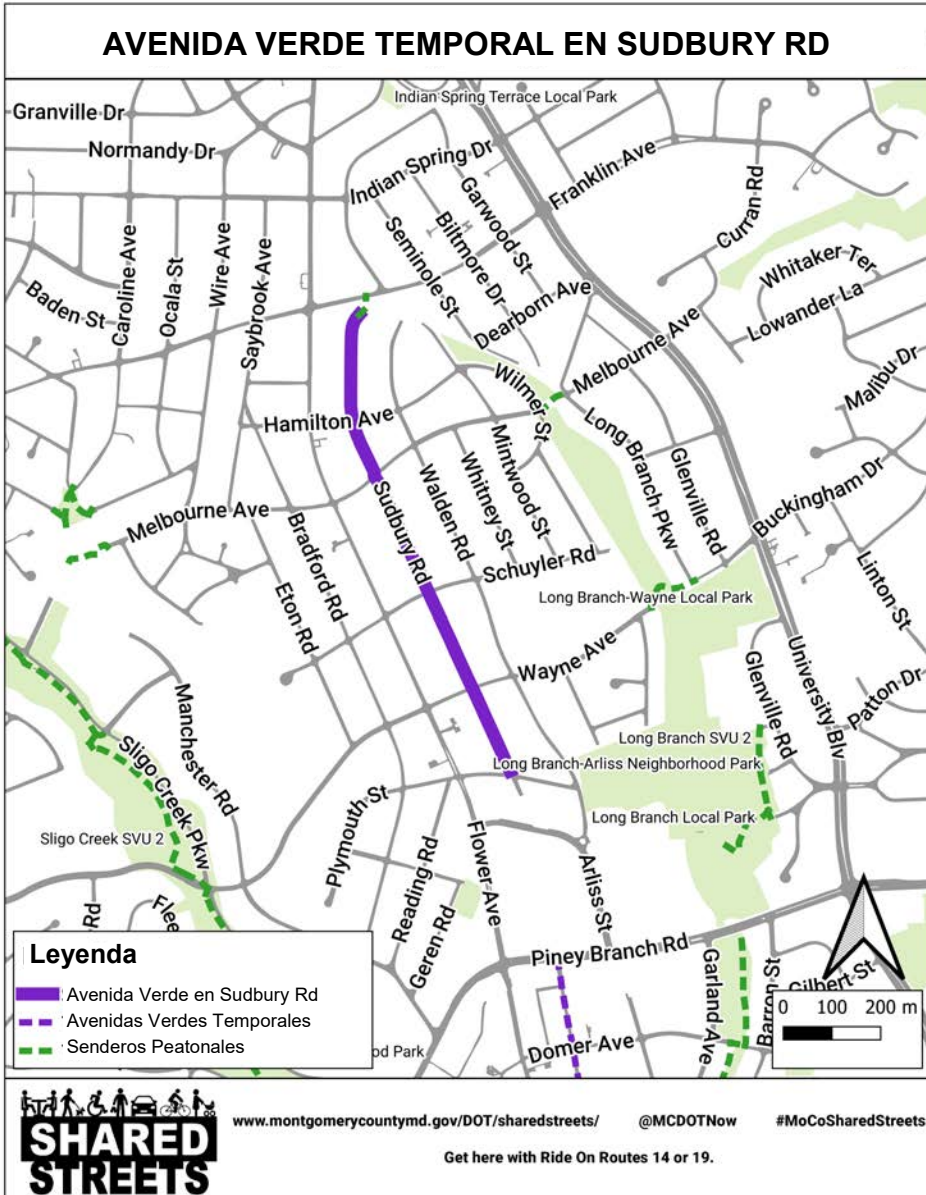 AVENIDA VERDE TEMPORAL EN SUDBURY RD
Indian Spring Terrace Local Park
Granville Dr
Normandy Dr
Indian Spring Dr
Franklin Ave
Garwood St
Biltmore Dr
Seminole St
Curran Rd
Whitaker Ter
Lowander La
Baden St
Caroline Ave
Ocala St
Wire Ave
Saybrook Ave
Dearborn Ave
Melbourne Ave
Malibu Dr
Wilmer St
Hamilton Ave
Long Branch Pkw
Glenville Rd
Buckingham Dr
Mintwood St
Whitney St
Walden Rd
Sudbury Rd
Melbourne Ave
Bradford Rd
Eton Rd
Schuyler Rd
Long Branch-Wayne Local Park
Linton St
Wayne Ave
Glenville Rd
University Blv
Patton Dr
Manchester Rd
Sligo Creek Pkw
Long Branch SVU 2
Long Branch-Arliss Neighborhood Park
Long Branch Local Park
Sligo Creek SVU 2
Plymouth St
Reading Rd
Geren Rd
Flower Ave
Arliss St
Rd
Flee
Piney Branch Rd
Garland Ave
Barron St
Gilbert St
Domer Ave
od Park
Leyenda
Avenida Verde en Sudbury Rd
Avenidas Verdes Temporales
Senderos Peatonales
0 100 200 m
SHARED
STREETS
www.montgomerycountymd.gov/DOT/sharedstreets/ @MCDOTNow #MoCoSharedStreets
Get here with Ride On Routes 14 or 19.